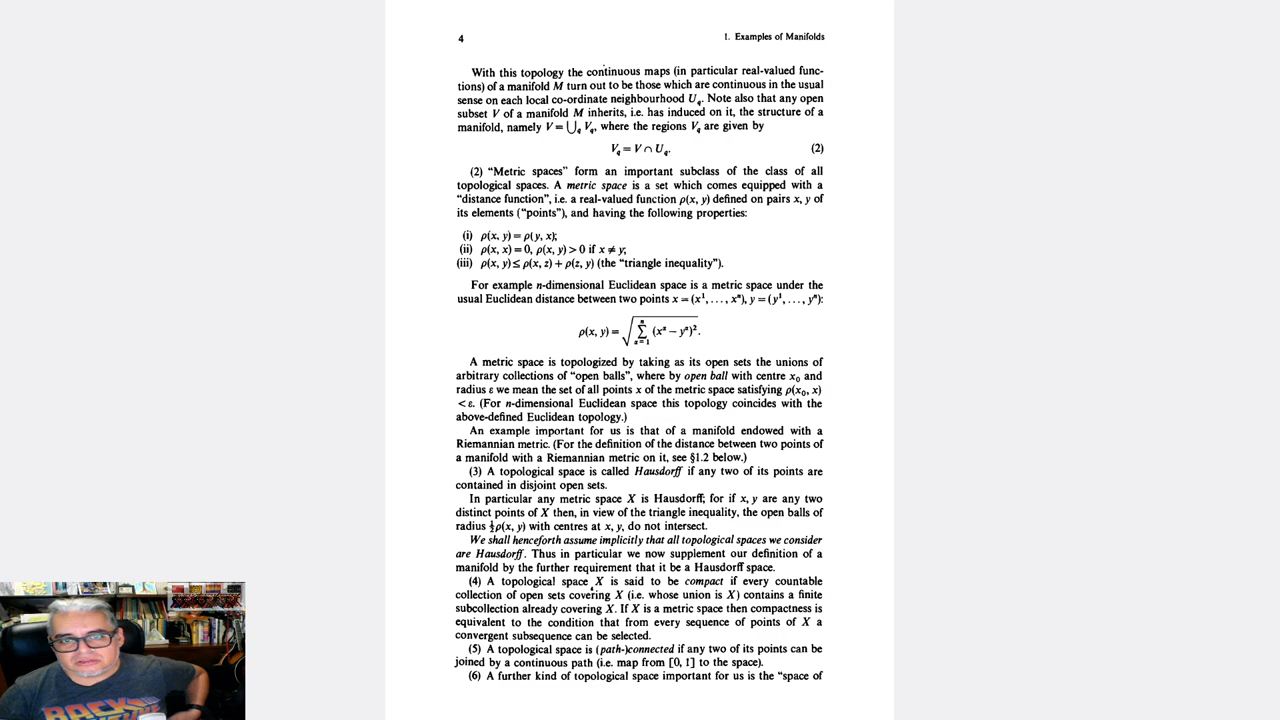 4
1. Examples of Manifolds
With this topology the continuous maps (in particular real-valued func-
tions) of a manifold M turn out to be those which are continuous in the usual
sense on each local co-ordinate neighbourhood U_q. Note also that any open
subset V of a manifold M inherits, i.e. has induced on it, the structure of a
manifold, namely V = ⋃_q V_q, where the regions V_q are given by
V_q = V ∩ U_q. (2)
(2) “Metric spaces” form an important subclass of the class of all
topological spaces. A metric space is a set which comes equipped with a
“distance function”, i.e. a real-valued function ρ(x, y) defined on pairs x, y of
its elements (“points”), and having the following properties:
(i) ρ(x, y) = ρ(y, x);
(ii) ρ(x, x) = 0, ρ(x, y) > 0 if x ≠ y;
(iii) ρ(x, y) ≤ ρ(x, z) + ρ(z, y) (the “triangle inequality”).
For example n-dimensional Euclidean space is a metric space under the
usual Euclidean distance between two points x = (x¹, . . . , xⁿ), y = (y¹, . . . , yⁿ):
ρ(x, y) = √∑_{α=1}^{n} (x^α − y^α)².
A metric space is topologized by taking as its open sets the unions of
arbitrary collections of “open balls”, where by open ball with centre x₀ and
radius ε we mean the set of all points x of the metric space satisfying ρ(x₀, x)
< ε. (For n-dimensional Euclidean space this topology coincides with the
above-defined Euclidean topology.)
An example important for us is that of a manifold endowed with a
Riemannian metric. (For the definition of the distance between two points of
a manifold with a Riemannian metric on it, see §1.2 below.)
(3) A topological space is called Hausdorff if any two of its points are
contained in disjoint open sets.
In particular any metric space X is Hausdorff; for if x, y are any two
distinct points of X then, in view of the triangle inequality, the open balls of
radius ⅓ρ(x, y) with centres at x, y, do not intersect.
We shall henceforth assume implicitly that all topological spaces we consider
are Hausdorff. Thus in particular we now supplement our definition of a
manifold by the further requirement that it be a Hausdorff space.
(4) A topological space X is said to be compact if every countable
collection of open sets covering X (i.e. whose union is X) contains a finite
subcollection already covering X. If X is a metric space then compactness is
equivalent to the condition that from every sequence of points of X a
convergent subsequence can be selected.
(5) A topological space is (path-)connected if any two of its points can be
joined by a continuous path (i.e. map from [0, 1] to the space).
(6) A further kind of topological space important for us is the “space of
BACK